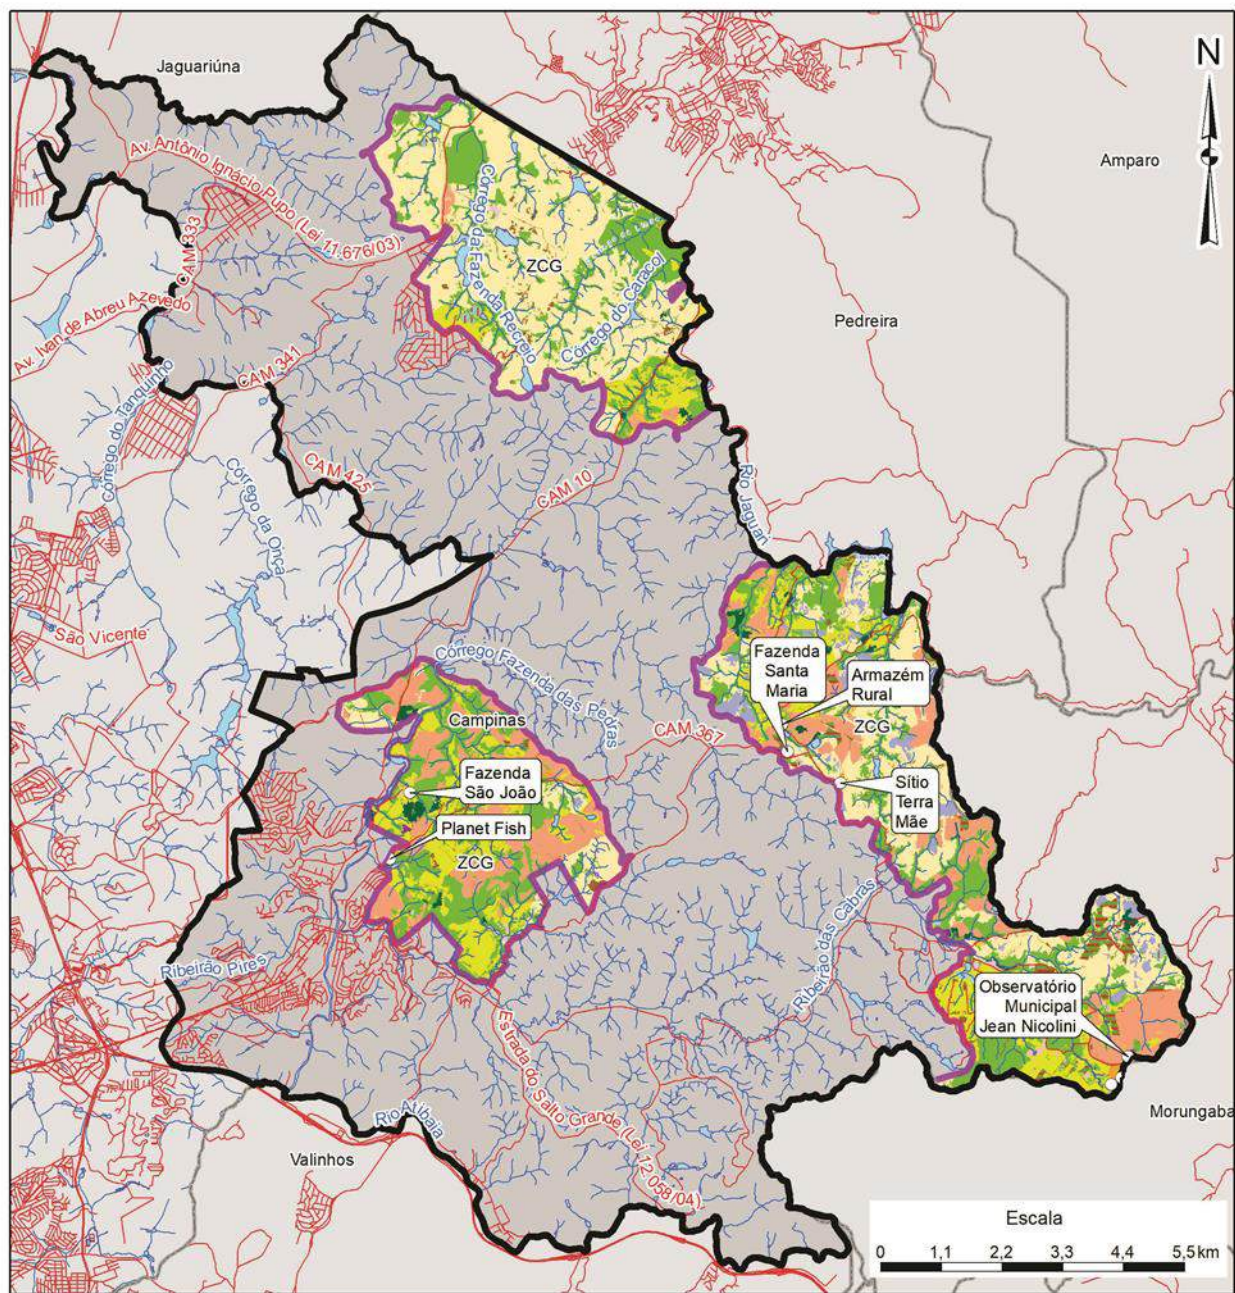 Jaguariúna
N
Amparo
Av. Antônio Ignácio Pupo (Lei 11.676/03)
CAM 333
Córrego da Fazenda Recreio
ZCG
Córrego do Caracol
Av. Ivan de Abreu Azevedo
Pedreira
CAM 341
Córrego do Tanquinho
CAM 425
Córrego da Onça
CAM 10
Rio Jaguari
São Vicente
Fazenda
Santa
Maria
Armazém
Rural
Córrego Fazenda das Pedras
Campinas
ZCG
CAM 367
Fazenda
São João
Sítio
Terra
Mãe
Planet Fish
ZCG
Ribeirão das Cabras
Ribeirão Pires
Observatório
Municipal
Jean Nicolini
Estrada do Salto Grande (Lei 12.058/04)
Rio Atibaia
Morungaba
Valinhos
Escala
0 1,1 2,2 3,3 4,4 5,5 km